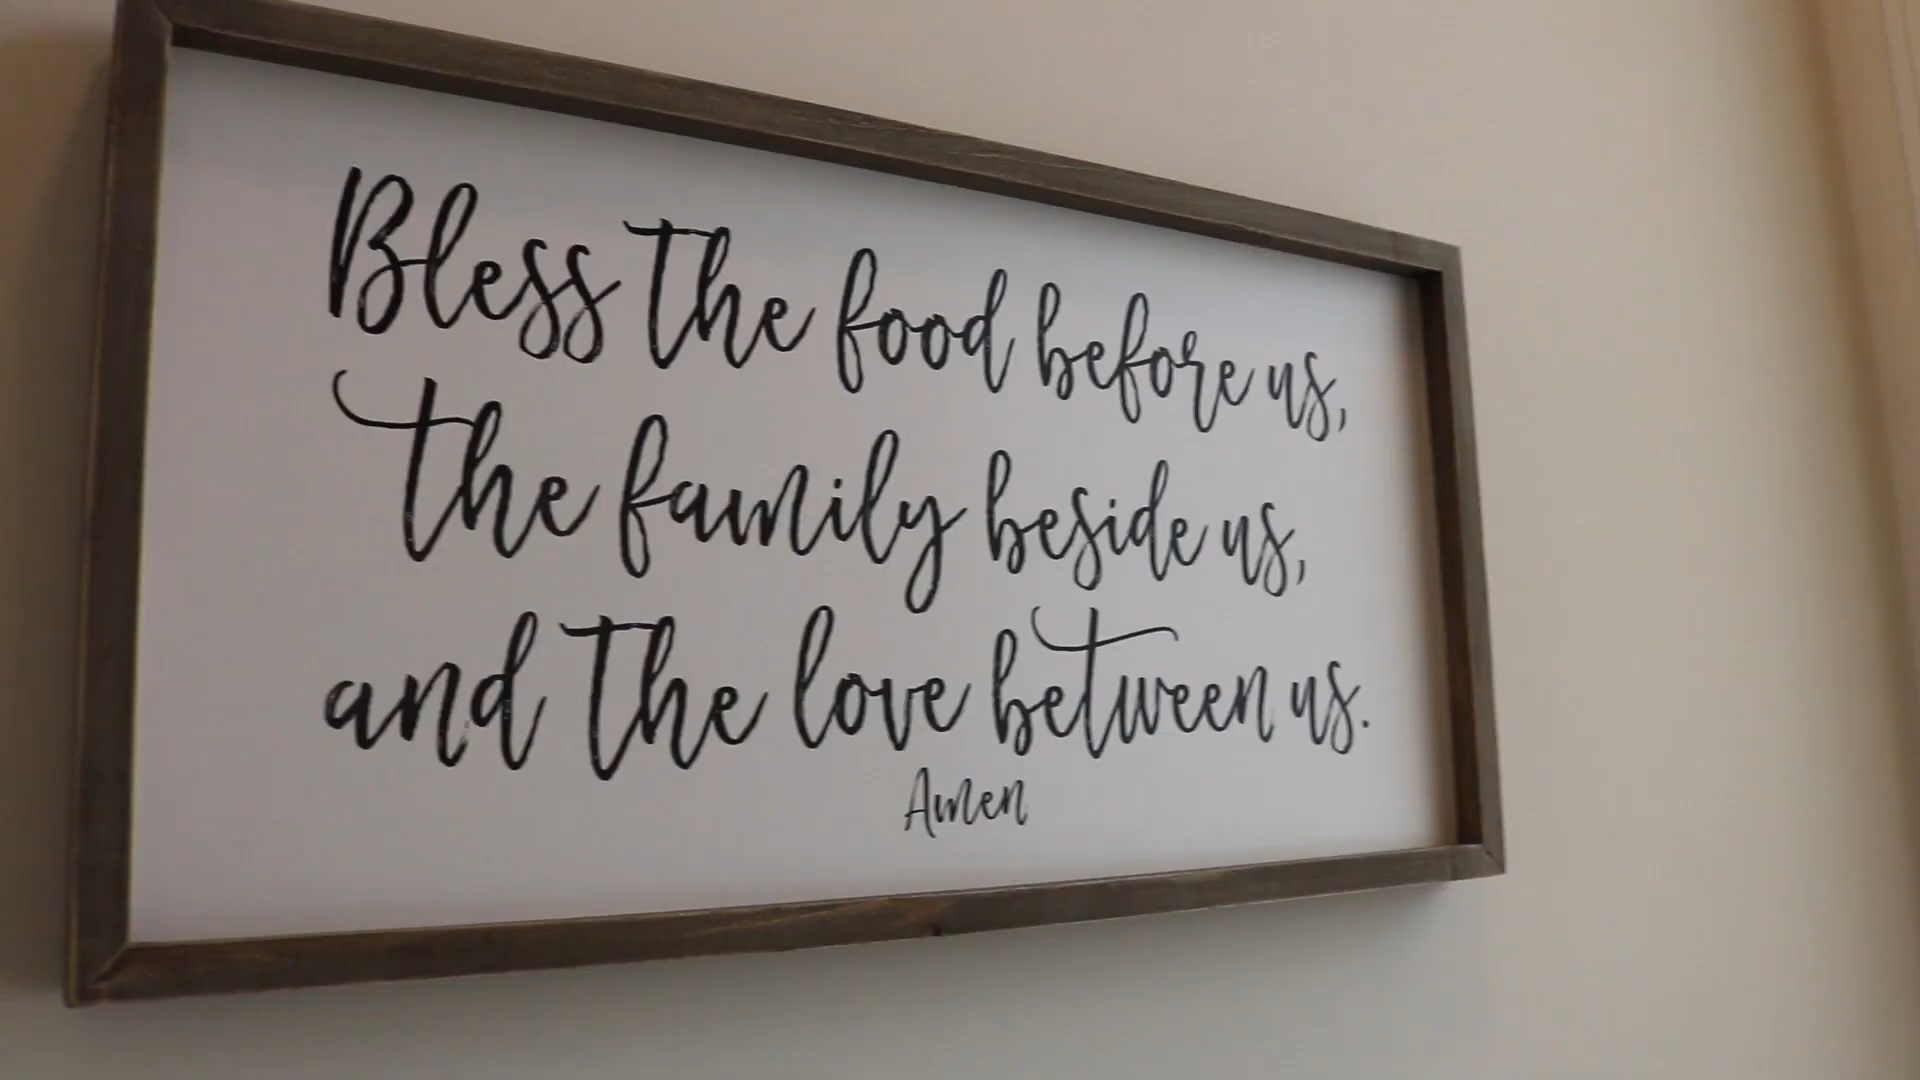 Bless the food before us,
the family beside us,
and the love between us.
Amen